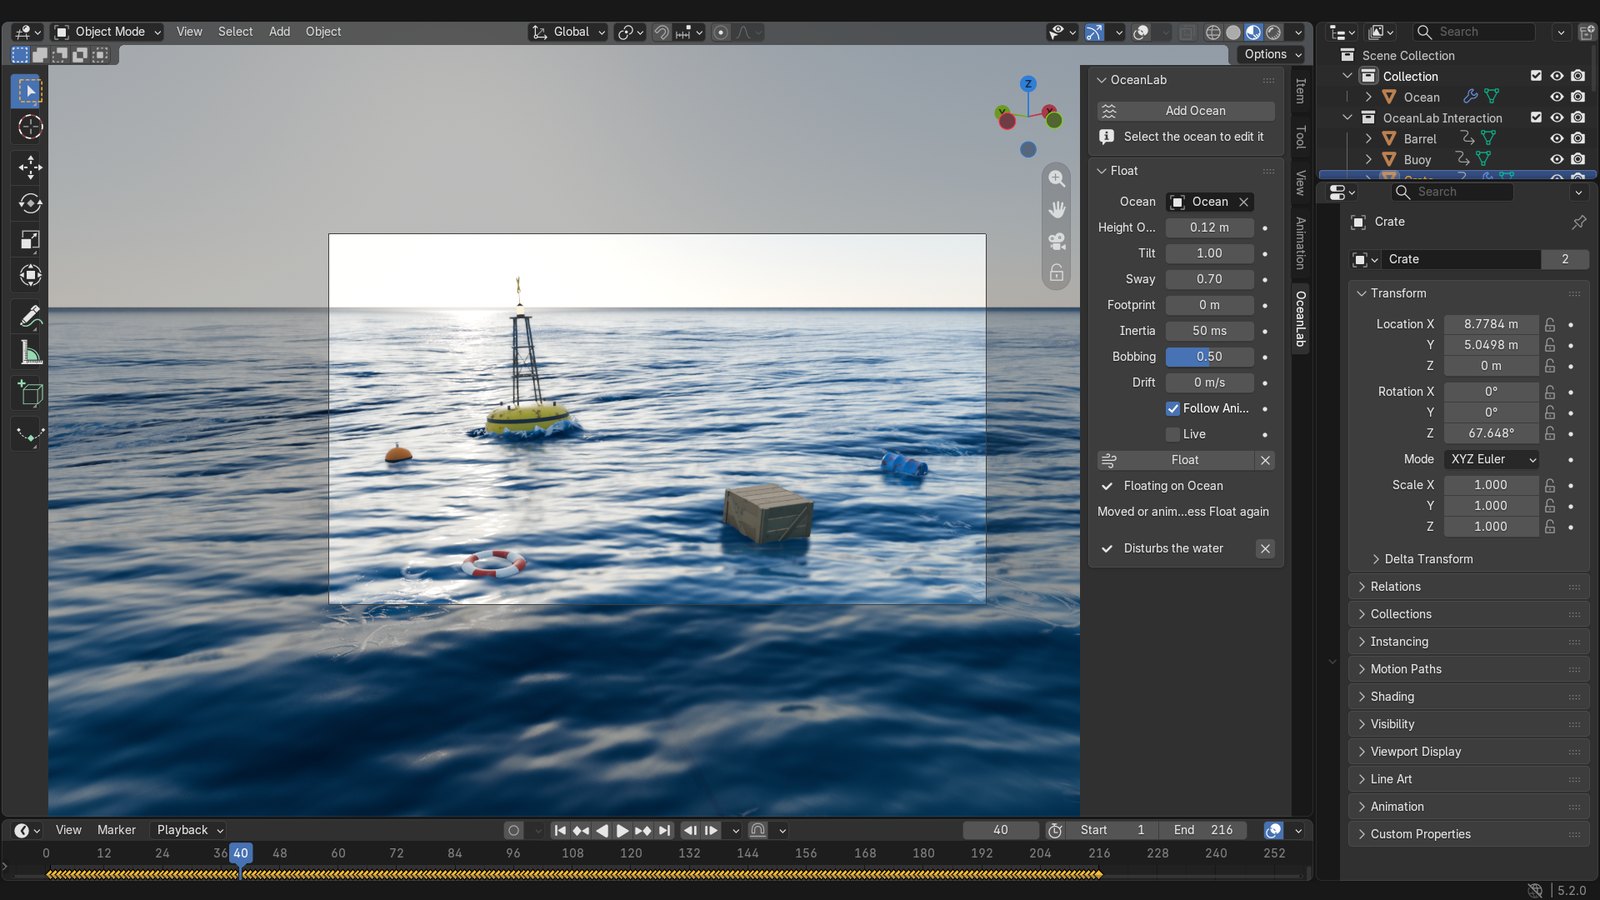 Object Mode
View
Select
Add
Object
Global
Options
Search
Scene Collection
Collection
Ocean
OceanLab Interaction
Barrel
Buoy
Item
Tool
View
Animation
OceanLab
OceanLab
Add Ocean
Select the ocean to edit it
Float
Ocean Ocean
Height O... 0.12 m
Tilt 1.00
Sway 0.70
Footprint 0 m
Inertia 50 ms
Bobbing 0.50
Drift 0 m/s
Follow Ani...
Live
Float
Floating on Ocean
Moved or anim...ess Float again
Disturbs the water
Z
Search
Crate
Crate 2
Transform
Location X 8.7784 m
Y 5.0498 m
Z 0 m
Rotation X 0°
Y 0°
Z 67.648°
Mode XYZ Euler
Scale X 1.000
Y 1.000
Z 1.000
Delta Transform
Relations
Collections
Instancing
Motion Paths
Shading
Visibility
Viewport Display
Line Art
Animation
Custom Properties
View
Marker
Playback
40
Start 1
End 216
0 12 24 36 40 48 60 72 84 96 108 120 132 144 156 168 180 192 204 216 228 240 252
5.2.0